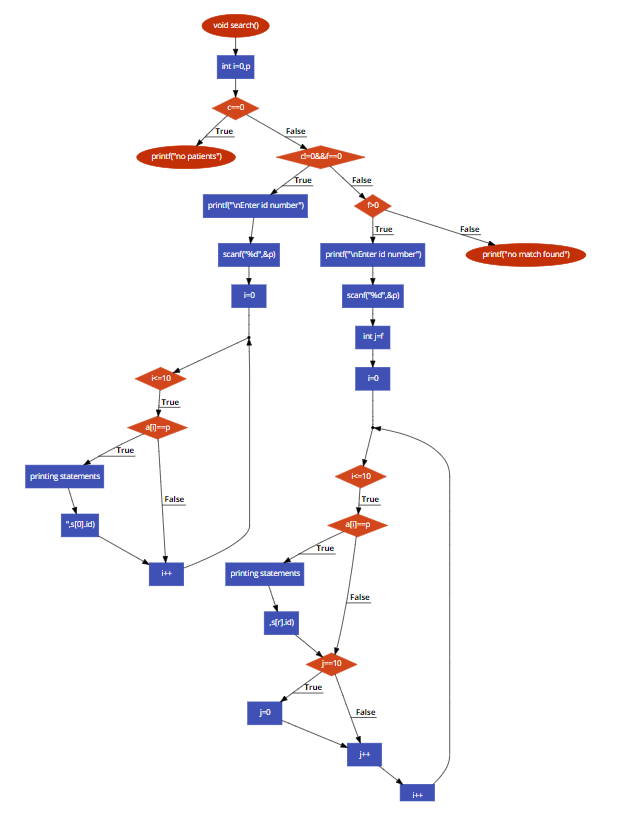 void search()
int i=0,p
c==0
True
False
printf("no patients")
d=0&&f==0
True
False
printf("\nEnter id number")
f>0
True
False
scanf("%d",&p)
printf("\nEnter id number")
printf("no match found")
i=0
scanf("%d",&p)
int j=f
i<=10
i=0
True
a[i]==p
True
printing statements
i<=10
False
True
",s[0].id)
a[i]==p
True
i++
printing statements
False
,s[r].id)
j==10
True
j=0
False
j++
i++